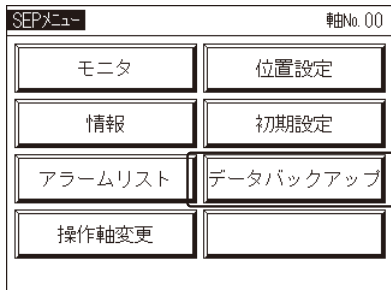 SEPメニュー 軸No. 00
モニタ 位置設定
情報 初期設定
アラームリスト データバックアップ
操作軸変更